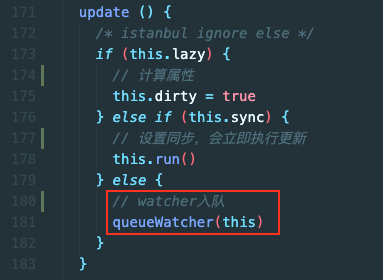 171 update () {
172 /* istanbul ignore else */
173 if (this.lazy) {
174 // 计算属性
175 this.dirty = true
176 } else if (this.sync) {
177 // 设置同步，会立即执行更新
178 this.run()
179 } else {
180 // watcher入队
181 queueWatcher(this)
182 }
183 }